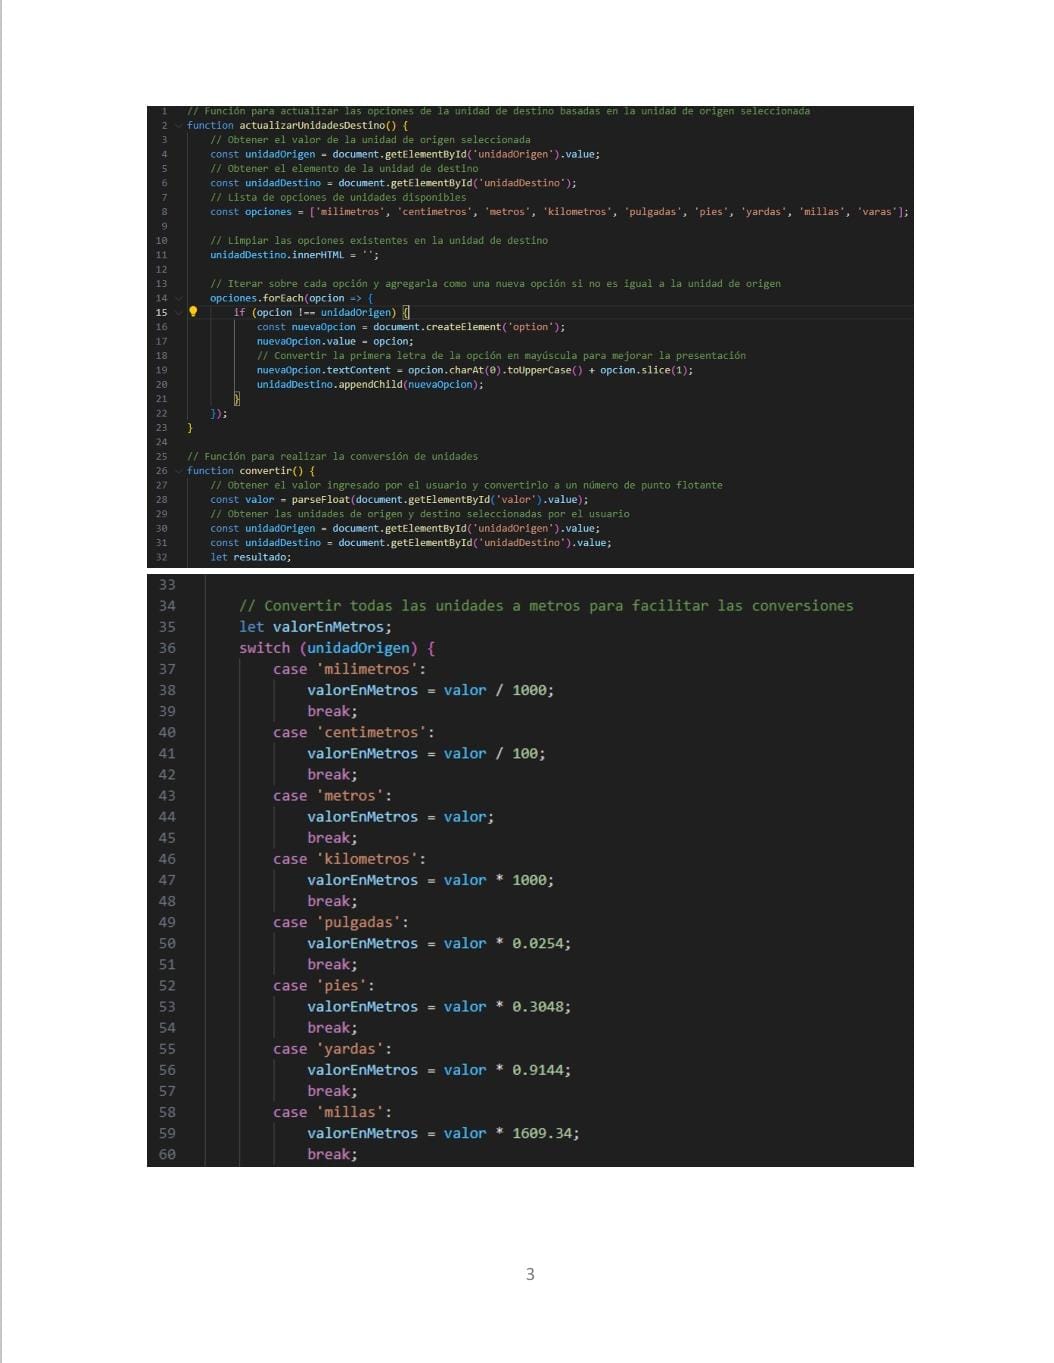 1 // Función para actualizar las opciones de la unidad de destino basadas en la unidad de origen seleccionada
2 function actualizarUnidadesDestino() {
3 // Obtener el valor de la unidad de origen seleccionada
4 const unidadOrigen = document.getElementById('unidadOrigen').value;
5 // Obtener el elemento de la unidad de destino
6 const unidadDestino = document.getElementById('unidadDestino');
7 // Lista de opciones de unidades disponibles
8 const opciones = ['milimetros', 'centimetros', 'metros', 'kilometros', 'pulgadas', 'pies', 'yardas', 'millas', 'varas'];
9
10 // Limpiar las opciones existentes en la unidad de destino
11 unidadDestino.innerHTML = '';
12
13 // Iterar sobre cada opción y agregarla como una nueva opción si no es igual a la unidad de origen
14 opciones.forEach(opcion => {
15 if (opcion !== unidadOrigen) {
16 const nuevaOpcion = document.createElement('option');
17 nuevaOpcion.value = opcion;
18 // Convertir la primera letra de la opción en mayúscula para mejorar la presentación
19 nuevaOpcion.textContent = opcion.charAt(0).toUpperCase() + opcion.slice(1);
20 unidadDestino.appendChild(nuevaOpcion);
21 }
22 });
23 }
24
25 // Función para realizar la conversión de unidades
26 function convertir() {
27 // Obtener el valor ingresado por el usuario y convertirlo a un número de punto flotante
28 const valor = parseFloat(document.getElementById('valor').value);
29 // Obtener las unidades de origen y destino seleccionadas por el usuario
30 const unidadOrigen = document.getElementById('unidadOrigen').value;
31 const unidadDestino = document.getElementById('unidadDestino').value;
32 let resultado;
33
34 // Convertir todas las unidades a metros para facilitar las conversiones
35 let valorEnMetros;
36 switch (unidadOrigen) {
37 case 'milimetros':
38 valorEnMetros = valor / 1000;
39 break;
40 case 'centimetros':
41 valorEnMetros = valor / 100;
42 break;
43 case 'metros':
44 valorEnMetros = valor;
45 break;
46 case 'kilometros':
47 valorEnMetros = valor * 1000;
48 break;
49 case 'pulgadas':
50 valorEnMetros = valor * 0.0254;
51 break;
52 case 'pies':
53 valorEnMetros = valor * 0.3048;
54 break;
55 case 'yardas':
56 valorEnMetros = valor * 0.9144;
57 break;
58 case 'millas':
59 valorEnMetros = valor * 1609.34;
60 break;
3